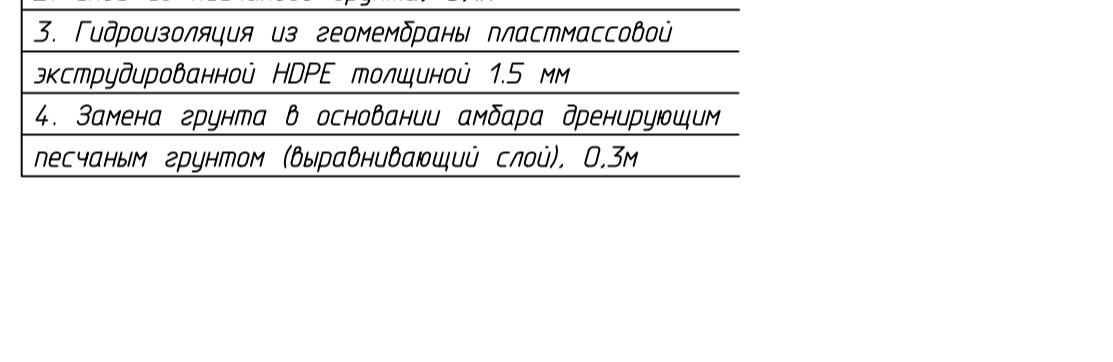 3. Гидроизоляция из геомембраны пластмассовой
экструдированной HDPE толщиной 1.5 мм
4. Замена грунта в основании амбара дренирующим
песчаным грунтом (выравнивающий слой), 0,3м